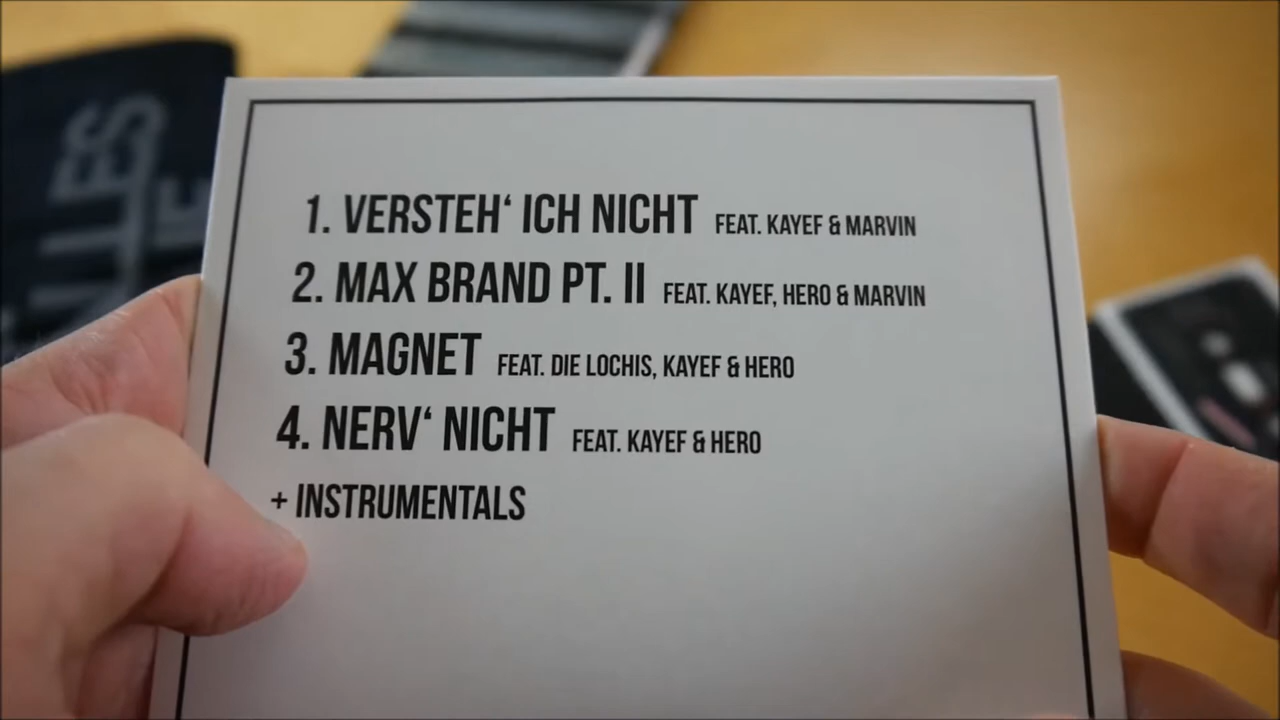 1. VERSTEH‘ ICH NICHT FEAT. KAYEF & MARVIN
2. MAX BRAND PT. II FEAT. KAYEF, HERO & MARVIN
3. MAGNET FEAT. DIE LOCHIS, KAYEF & HERO
4. NERV‘ NICHT FEAT. KAYEF & HERO
+ INSTRUMENTALS